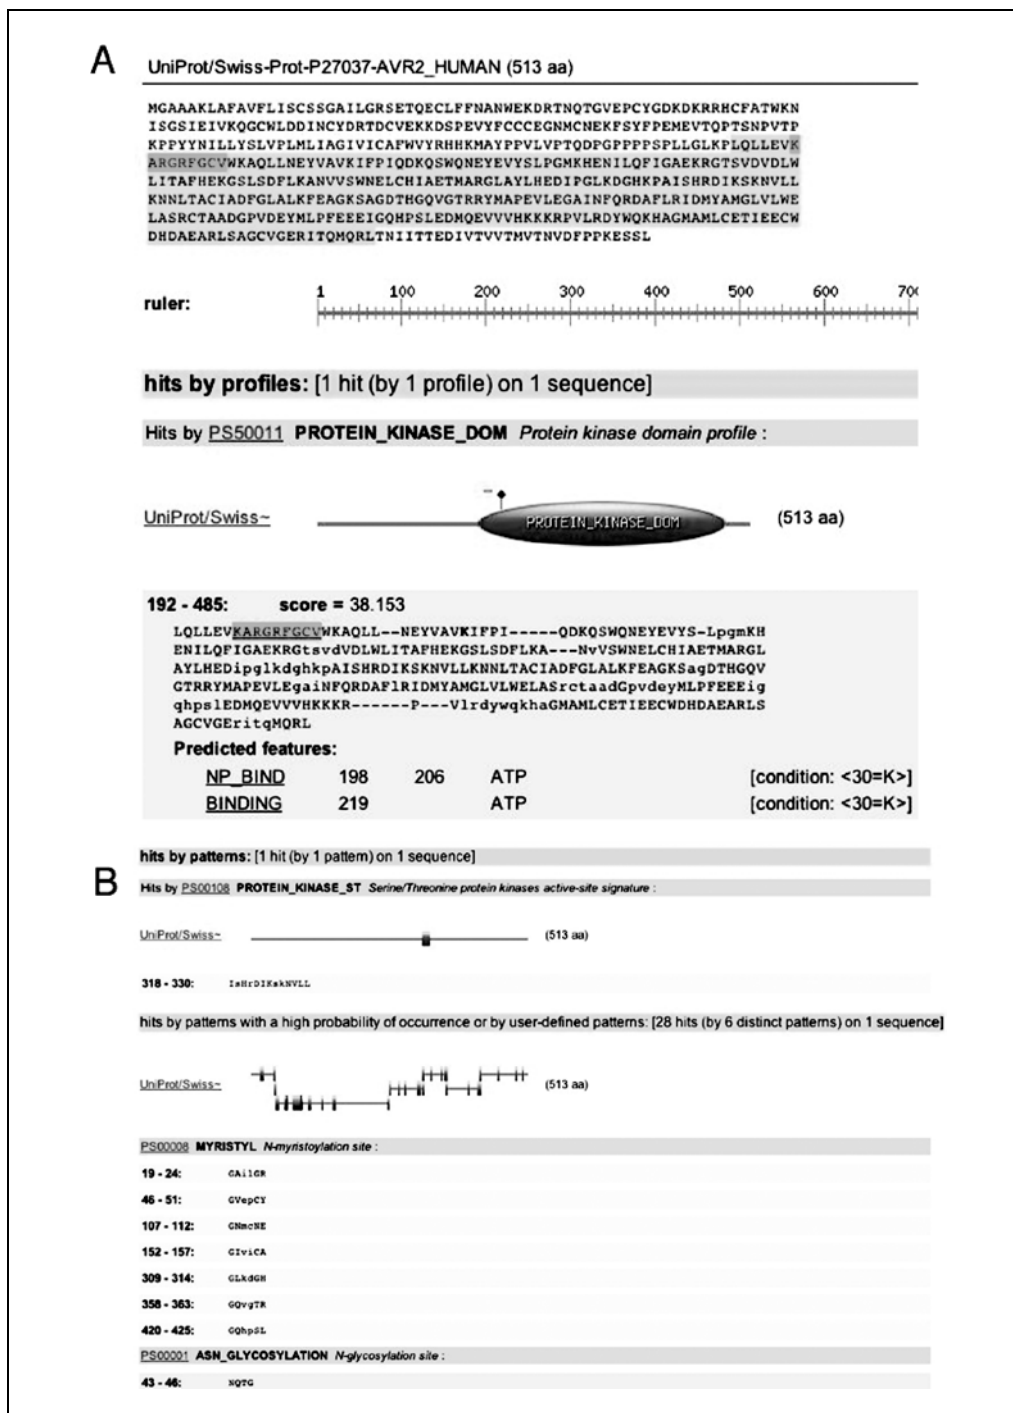 A
UniProt/Swiss-Prot-P27037-AVR2_HUMAN (513 aa)
MGAAAKLAFAVFLISCSSGAILGRSETQECLFFNANWEKDRTNQTGVEPCYGDKDKRRHCFATWKN
ISGSIEIVKQGCWLDDINCYDRTDCVEKKDSPEVYFCCCEGNMCNEKFSYFPEMEVTQPTSNPVTP
KPPYYNILLYSLVPLMLIAGIVICAFWVYRHHKMAYPPVLVPTQDPGPPPPSPLLGLKPLQLLEVK
ARGRFGCVWKAQLLNEYVAVKIFPIQDKQSWQNEYEVYSLPGMKHENILQFIGAEKRGTSVDVDLW
LITAFHEKGSLSDFLKANVVSWNELCHIAETMARGLAYLHEDIPGLKDGHKPAISHRDIKSKNVLL
KNNLTACIADFGLALKFEAGKSAGDTHGQVGTRRYMAPEVLEGAINFQRDAFLRIDMYAMGLVLWE
LASRCTAADGPVDEYMLPFEEEIGQHPSLEDMQEVVVHKKKRPVLRDYWQKHAGMAMLCETIEECW
DHDAEARLSAGCVGERITQMQRLTNIITTEDIVTVVTMVTNVDFPPKESSL
ruler:
1 100 200 300 400 500 600 700
hits by profiles: [1 hit (by 1 profile) on 1 sequence]
Hits by PS50011 PROTEIN_KINASE_DOM Protein kinase domain profile :
UniProt/Swiss~ PROTEIN_KINASE_DOM (513 aa)
192 - 485: score = 38.153
LQLLEVKARGRFGCVWKAQLL--NEYVAVKIFPI-----QDKQSWQNEYEVYS-LpgmKH
ENILQFIGAEKRGtsvdVDLWLITAFHEKGSLSDFLKA---NvVSWNELCHIAETMARGL
AYLHEDipglkdghkpAISHRDIKSKNVLLKNNLTACIADFGLALKFEAGKSagDTHGQV
GTRRYMAPEVLEgaiNFQRDAFlRIDMYAMGLVLWELASrctaadGpvdeyMLPFEEEig
qhpslEDMQEVVVHKKKR------P---VlrdywqkhaGMAMLCETIEECWDHDAEARLS
AGCVGEritqMQRL
Predicted features:
NP_BIND 198 206 ATP [condition: <30=K>]
BINDING 219 ATP [condition: <30=K>]
hits by patterns: [1 hit (by 1 pattern) on 1 sequence]
B
Hits by PS00108 PROTEIN_KINASE_ST Serine/Threonine protein kinases active-site signature :
UniProt/Swiss~ (513 aa)
318 - 330: IsHrDIKskNVLL
hits by patterns with a high probability of occurrence or by user-defined patterns: [28 hits (by 6 distinct patterns) on 1 sequence]
UniProt/Swiss~ (513 aa)
PS00008 MYRISTYL N-myristoylation site :
19 - 24: GAilGR
46 - 51: GVepCY
107 - 112: GNmcNE
152 - 157: GIviCA
309 - 314: GLkdGH
358 - 363: GQvgTR
420 - 425: GQhpSL
PS00001 ASN_GLYCOSYLATION N-glycosylation site :
43 - 46: NQTG